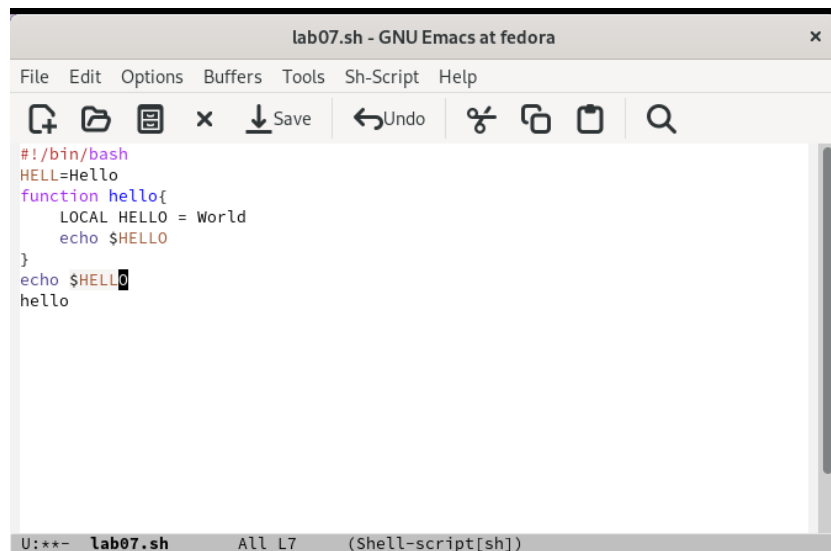 lab07.sh - GNU Emacs at fedora
File Edit Options Buffers Tools Sh-Script Help
Save Undo
#!/bin/bash
HELL=Hello
function hello{
    LOCAL HELLO = World
    echo $HELLO
}
echo $HELLO
hello
U:**- lab07.sh All L7 (Shell-script[sh])